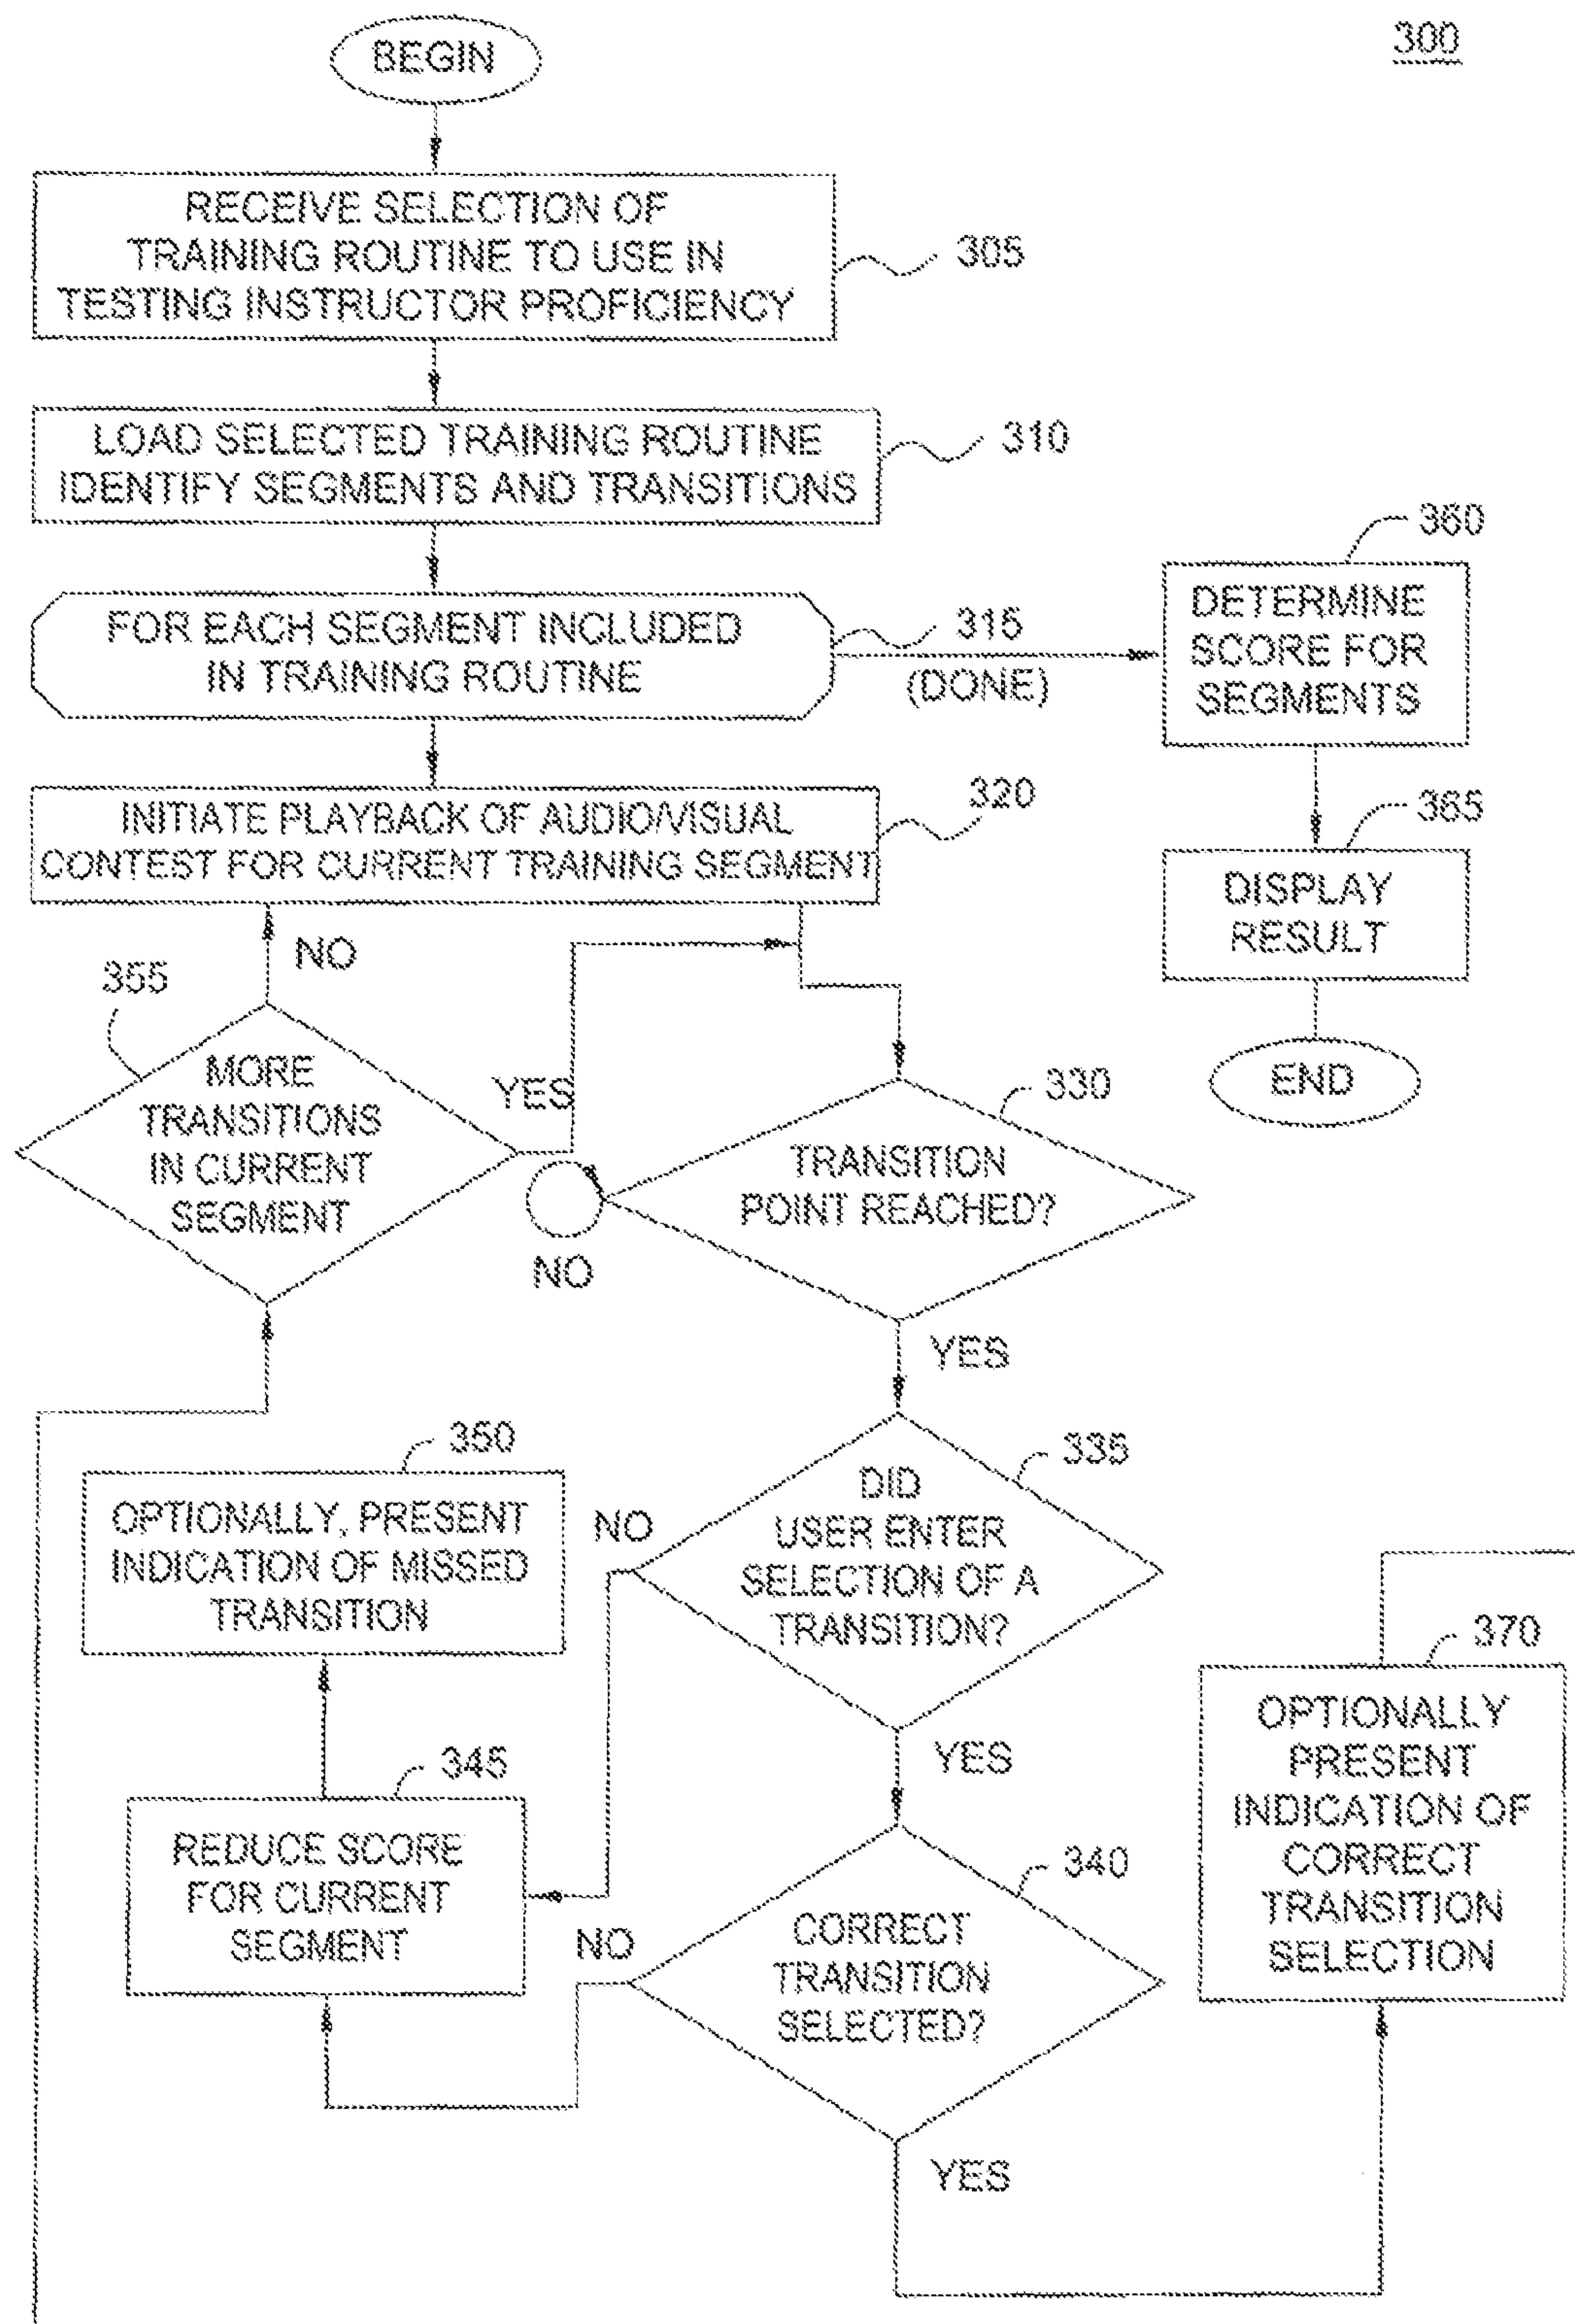 300
BEGIN
RECEIVE SELECTION OF
TRAINING ROUTINE TO USE IN
TESTING INSTRUCTOR PROFICIENCY
305
LOAD SELECTED TRAINING ROUTINE
IDENTIFY SEGMENTS AND TRANSITIONS
310
FOR EACH SEGMENT INCLUDED
IN TRAINING ROUTINE
315
(DONE)
360
DETERMINE
SCORE FOR
SEGMENTS
INITIATE PLAYBACK OF AUDIO/VISUAL
CONTEST FOR CURRENT TRAINING SEGMENT
320
365
DISPLAY
RESULT
END
NO
355
MORE
TRANSITIONS
IN CURRENT
SEGMENT
YES
330
TRANSITION
POINT REACHED?
NO
YES
335
DID
USER ENTER
SELECTION OF A
TRANSITION?
NO
350
OPTIONALLY, PRESENT
INDICATION OF MISSED
TRANSITION
YES
345
REDUCE SCORE
FOR CURRENT
SEGMENT
340
CORRECT
TRANSITION
SELECTED?
NO
YES
370
OPTIONALLY
PRESENT
INDICATION OF
CORRECT
TRANSITION
SELECTION